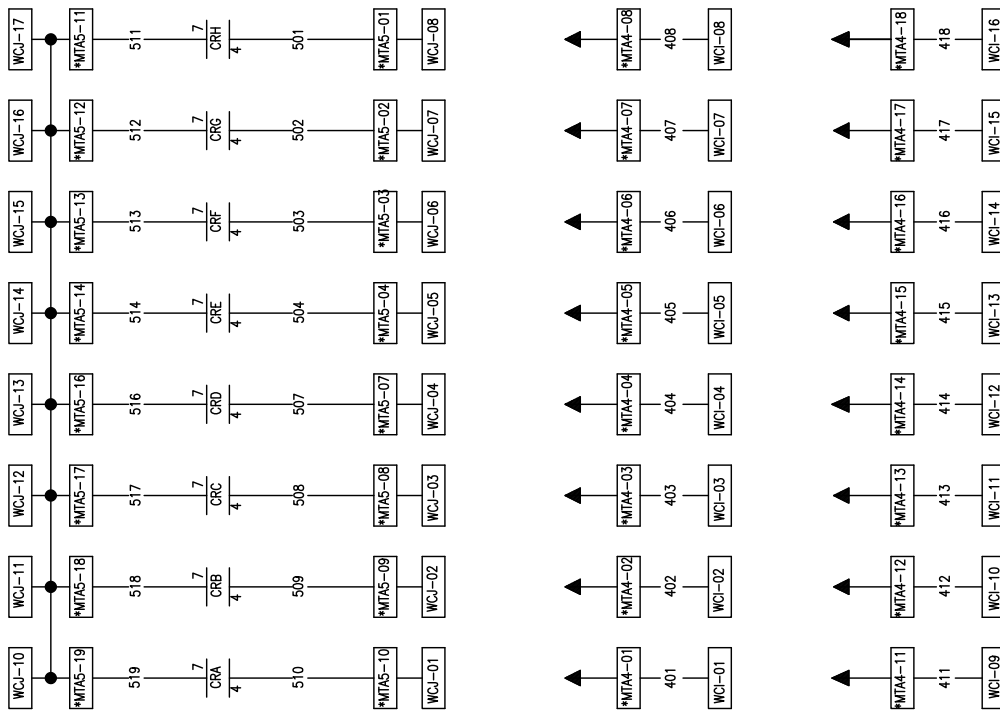 WCJ-17
*MTA5-11
511
7
CRH
4
501
*MTA5-01
WCJ-08
*MTA4-08
408
WCI-08
*MTA4-18
418
WCI-16
WCJ-16
*MTA5-12
512
7
CRG
4
502
*MTA5-02
WCJ-07
*MTA4-07
407
WCI-07
*MTA4-17
417
WCI-15
WCJ-15
*MTA5-13
513
7
CRF
4
503
*MTA5-03
WCJ-06
*MTA4-06
406
WCI-06
*MTA4-16
416
WCI-14
WCJ-14
*MTA5-14
514
7
CRE
4
504
*MTA5-04
WCJ-05
*MTA4-05
405
WCI-05
*MTA4-15
415
WCI-13
WCJ-13
*MTA5-16
516
7
CRD
4
507
*MTA5-07
WCJ-04
*MTA4-04
404
WCI-04
*MTA4-14
414
WCI-12
WCJ-12
*MTA5-17
517
7
CRC
4
508
*MTA5-08
WCJ-03
*MTA4-03
403
WCI-03
*MTA4-13
413
WCI-11
WCJ-11
*MTA5-18
518
7
CRB
4
509
*MTA5-09
WCJ-02
*MTA4-02
402
WCI-02
*MTA4-12
412
WCI-10
WCJ-10
*MTA5-19
519
7
CRA
4
510
*MTA5-10
WCJ-01
*MTA4-01
401
WCI-01
*MTA4-11
411
WCI-09